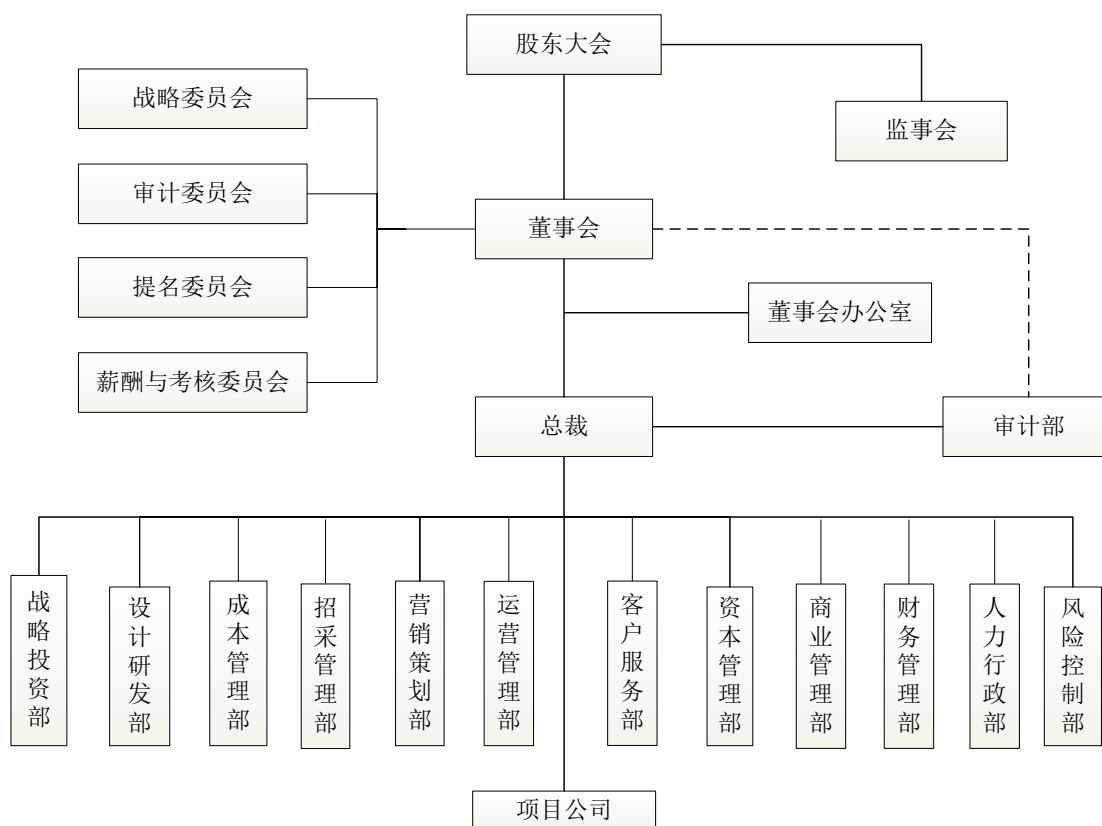 股东大会
战略委员会
监事会
审计委员会
董事会
提名委员会
董事会办公室
薪酬与考核委员会
总裁
审计部
战略投资部
设计研发部
成本管理部
招采管理部
营销策划部
运营管理部
客户服务部
资本管理部
商业管理部
财务管理部
人力行政部
风险控制部
项目公司